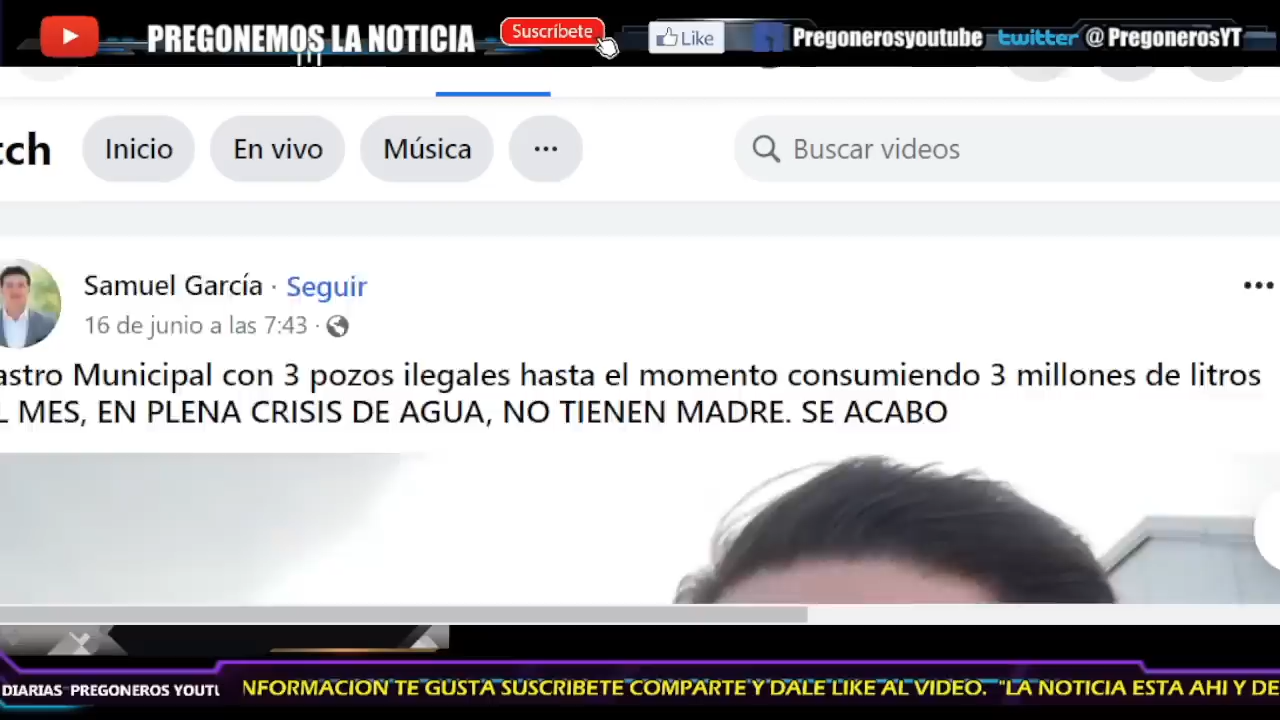 PREGONEMOS LA NOTICIA
Suscríbete
Like
Pregonerosyoutube
twitter @PregonerosYT
tch
Inicio
En vivo
Música
...
Buscar videos
Samuel García · Seguir
16 de junio a las 7:43 ·
astro Municipal con 3 pozos ilegales hasta el momento consumiendo 3 millones de litros
L MES, EN PLENA CRISIS DE AGUA, NO TIENEN MADRE. SE ACABO
DIARIAS PREGONEROS YOUTU
NFORMACION TE GUSTA SUSCRIBETE COMPARTE Y DALE LIKE AL VIDEO. "LA NOTICIA ESTA AHI Y DE